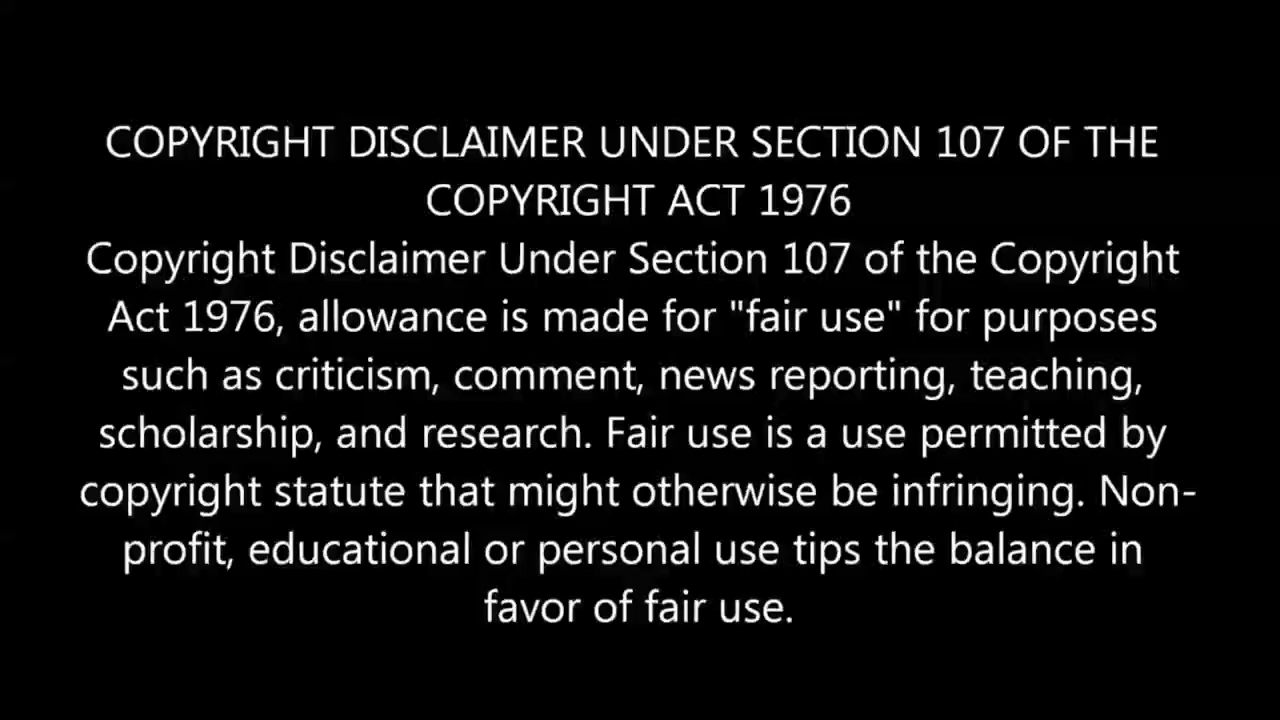 COPYRIGHT DISCLAIMER UNDER SECTION 107 OF THE
COPYRIGHT ACT 1976
Copyright Disclaimer Under Section 107 of the Copyright
Act 1976, allowance is made for "fair use" for purposes
such as criticism, comment, news reporting, teaching,
scholarship, and research. Fair use is a use permitted by
copyright statute that might otherwise be infringing. Non-
profit, educational or personal use tips the balance in
favor of fair use.